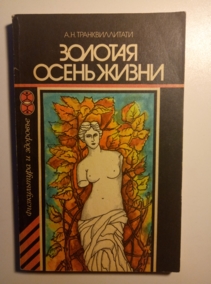 А.Н. ТРАНКВИЛЛИТАТИ
ЗОЛОТАЯ
ОСЕНЬ ЖИЗНИ
Физкультура и здоровье